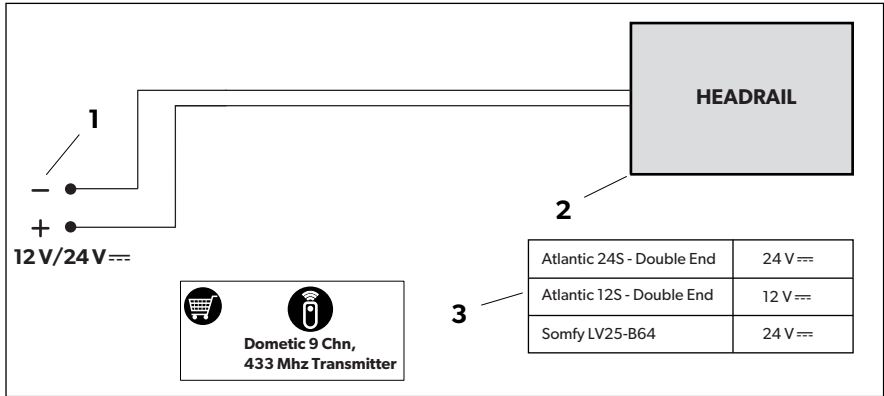 HEADRAIL
1
−
+
12 V/24 V⎓
2
3
Atlantic 24S - Double End 24 V⎓
Atlantic 12S - Double End 12 V⎓
Somfy LV25-B64 24 V⎓
Dometic 9 Chn,
433 Mhz Transmitter